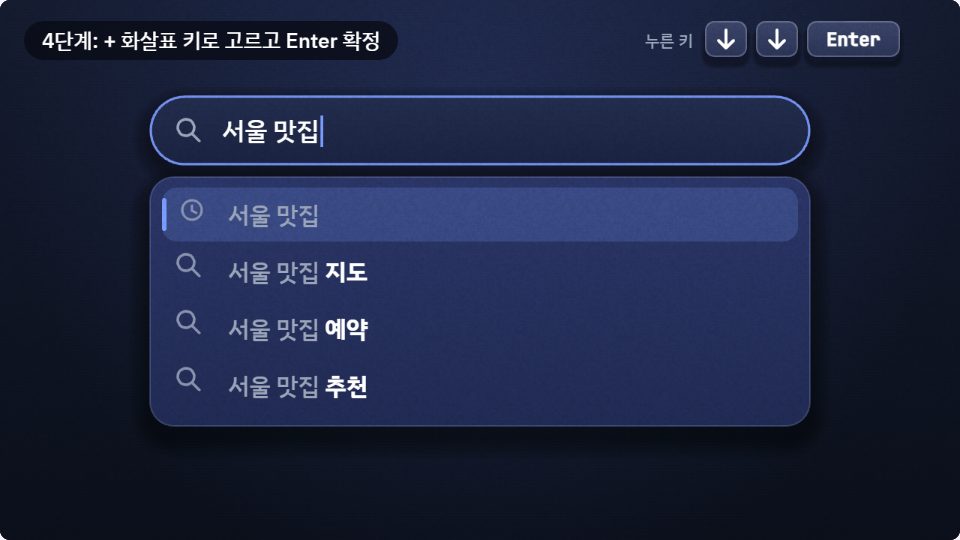 4단계: + 화살표 키로 고르고 Enter 확정
누른 키 ↓ ↓ Enter
서울 맛집
서울 맛집
서울 맛집 지도
서울 맛집 예약
서울 맛집 추천